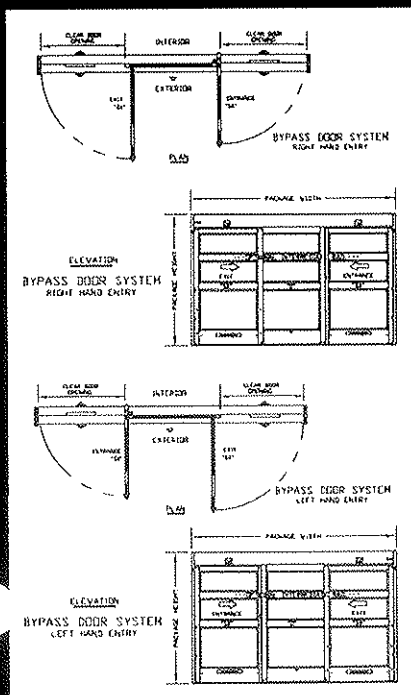 CLEAR DOOR
OPENING
INTERIOR
CLEAR DOOR
OPENING
EXTERIOR
EXIT
"SX"
ENTRANCE
"SX"
PLAN
BYPASS DOOR SYSTEM
RIGHT HAND ENTRY
PACKAGE WIDTH
PACKAGE HEIGHT
ELEVATION
BYPASS DOOR SYSTEM
RIGHT HAND ENTRY
EXIT
ENTRANCE
CLEAR DOOR
OPENING
INTERIOR
CLEAR DOOR
OPENING
EXTERIOR
ENTRANCE
EXIT
PLAN
BYPASS DOOR SYSTEM
LEFT HAND ENTRY
PACKAGE WIDTH
PACKAGE HEIGHT
ELEVATION
BYPASS DOOR SYSTEM
LEFT HAND ENTRY
ENTRANCE
EXIT